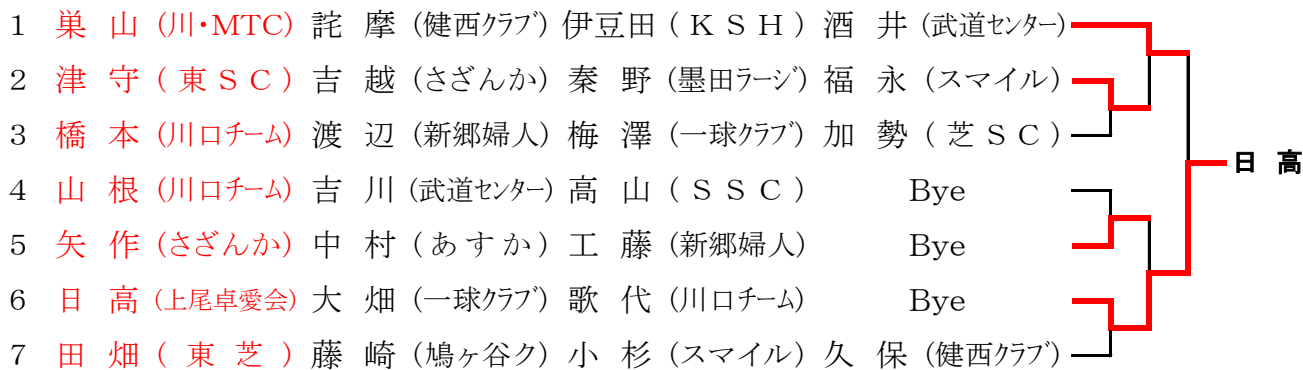 1 巣 山 (川・MTC) 詫 摩 (健西クラブ) 伊豆田 ( K S H ) 酒 井 (武道センター)
2 津 守 ( 東 S C ) 吉 越 (さざんか) 秦 野 (墨田ラージ) 福 永 (スマイル)
3 橋 本 (川口チーム) 渡 辺 (新郷婦人) 梅 澤 (一球クラブ) 加 勢 ( 芝 S C )
日 高
4 山 根 (川口チーム) 吉 川 (武道センター) 高 山 ( S S C ) Bye
5 矢 作 (さざんか) 中 村 ( あ す か ) 工 藤 (新郷婦人) Bye
6 日 高 (上尾卓愛会) 大 畑 (一球クラブ) 歌 代 (川口チーム) Bye
7 田 畑 ( 東 芝 ) 藤 崎 (鳩ヶ谷ク) 小 杉 (スマイル) 久 保 (健西クラブ)